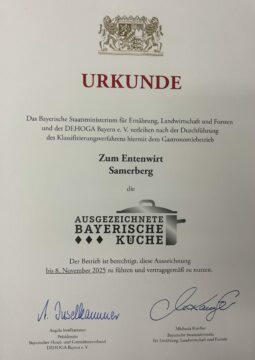 URKUNDE
Das Bayerische Staatsministerium für Ernährung, Landwirtschaft und Forsten
und der DEHOGA Bayern e. V. verleihen nach der Durchführung
des Klassifizierungsverfahrens hiermit dem Gastronomiebetrieb
Zum Entenwirt
Samerberg
die
AUSGEZEICHNETE
BAYERISCHE
KÜCHE
Der Betrieb ist berechtigt, diese Auszeichnung
bis 8. November 2025 zu führen und vertragsgemäß zu nutzen.
Angela Inselkammer
Präsidentin
Bayerischer Hotel- und Gaststättenverband
DEHOGA Bayern e.V.
Michaela Kaniber
Bayerische Staatsministerin
für Ernährung, Landwirtschaft und Forsten